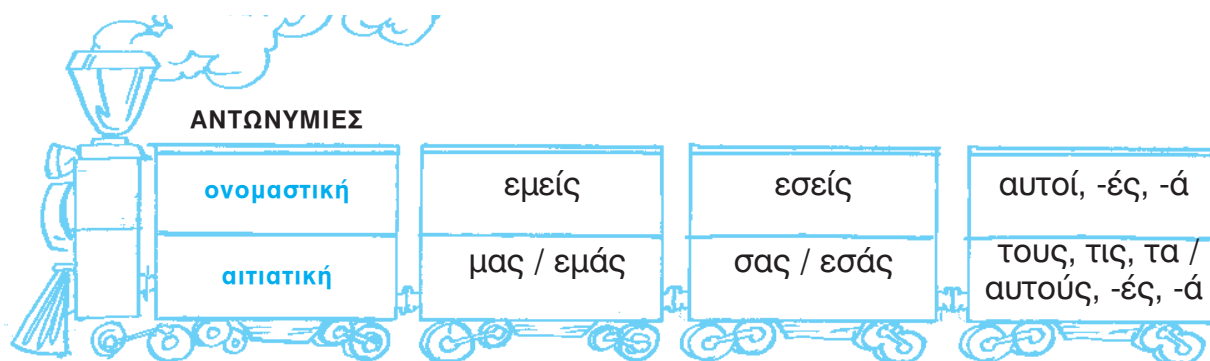 ΑΝΤΩΝΥΜΙΕΣ
ονομαστική εμείς εσείς αυτοί, -ές, -ά
αιτιατική μας / εμάς σας / εσάς τους, τις, τα /
αυτούς, -ές, -ά